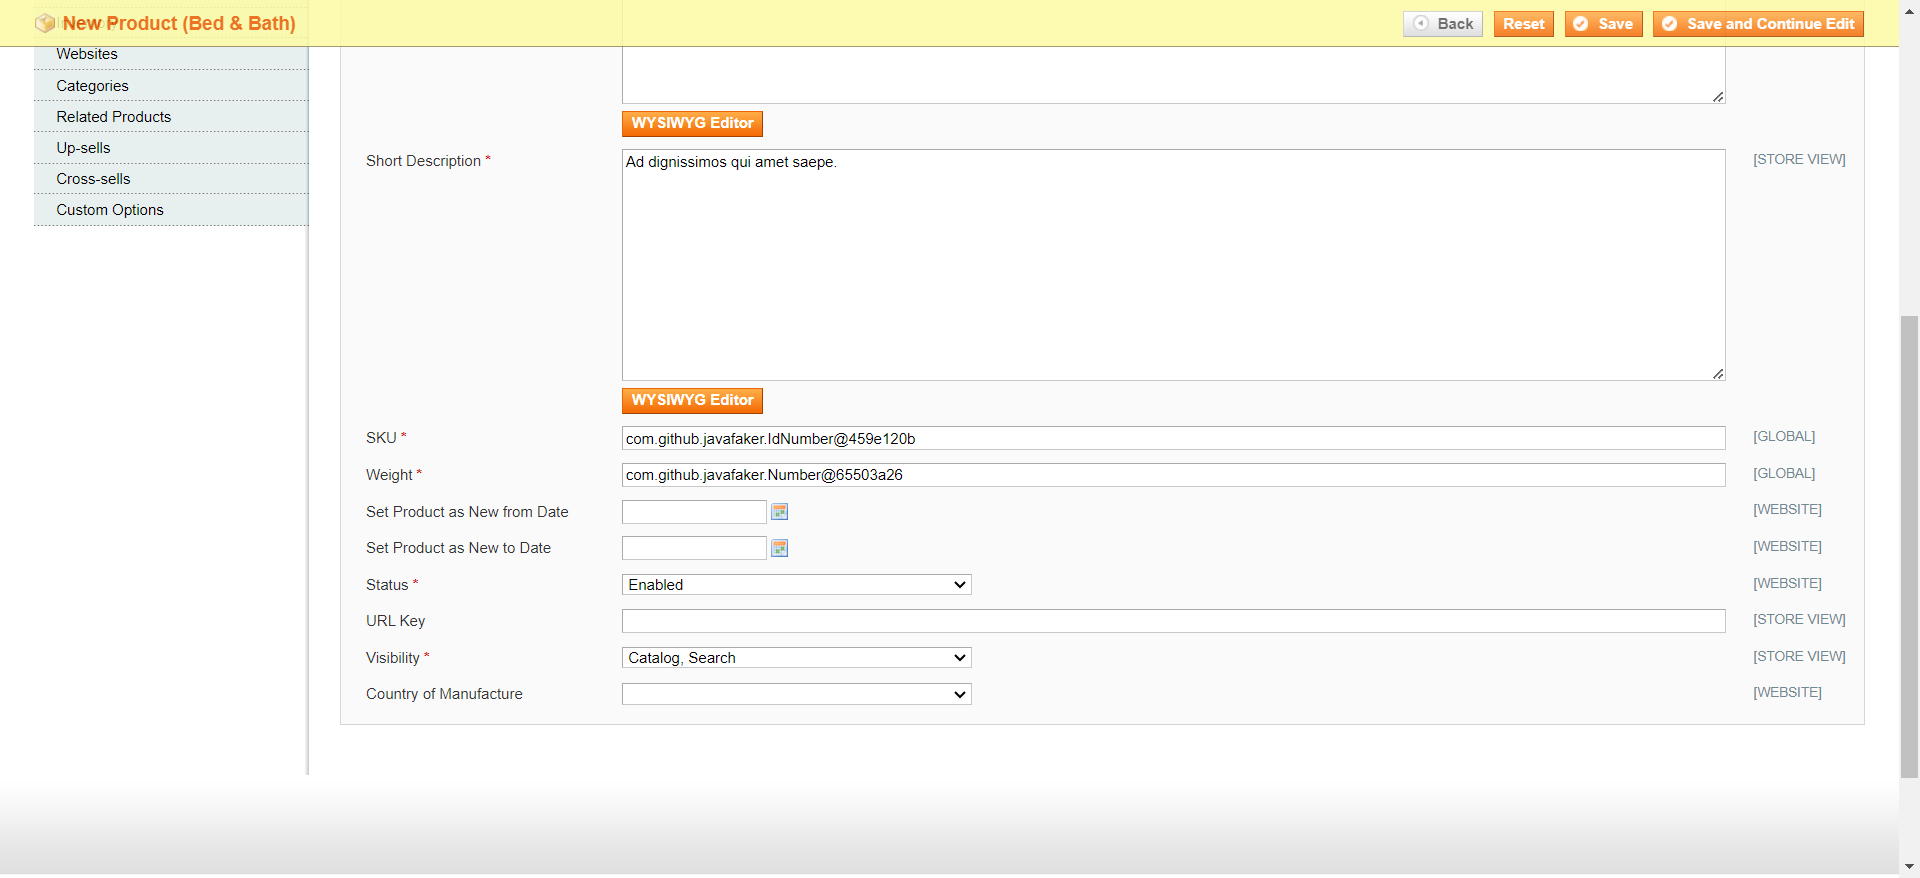 New Product (Bed & Bath)
Back
Reset
Save
Save and Continue Edit
Websites
Categories
Related Products
Up-sells
Cross-sells
Custom Options
WYSIWYG Editor
Short Description *
Ad dignissimos qui amet saepe.
[STORE VIEW]
WYSIWYG Editor
SKU *
com.github.javafaker.IdNumber@459e120b
[GLOBAL]
Weight *
com.github.javafaker.Number@65503a26
[GLOBAL]
Set Product as New from Date
[WEBSITE]
Set Product as New to Date
[WEBSITE]
Status *
Enabled
[WEBSITE]
URL Key
[STORE VIEW]
Visibility *
Catalog, Search
[STORE VIEW]
Country of Manufacture
[WEBSITE]